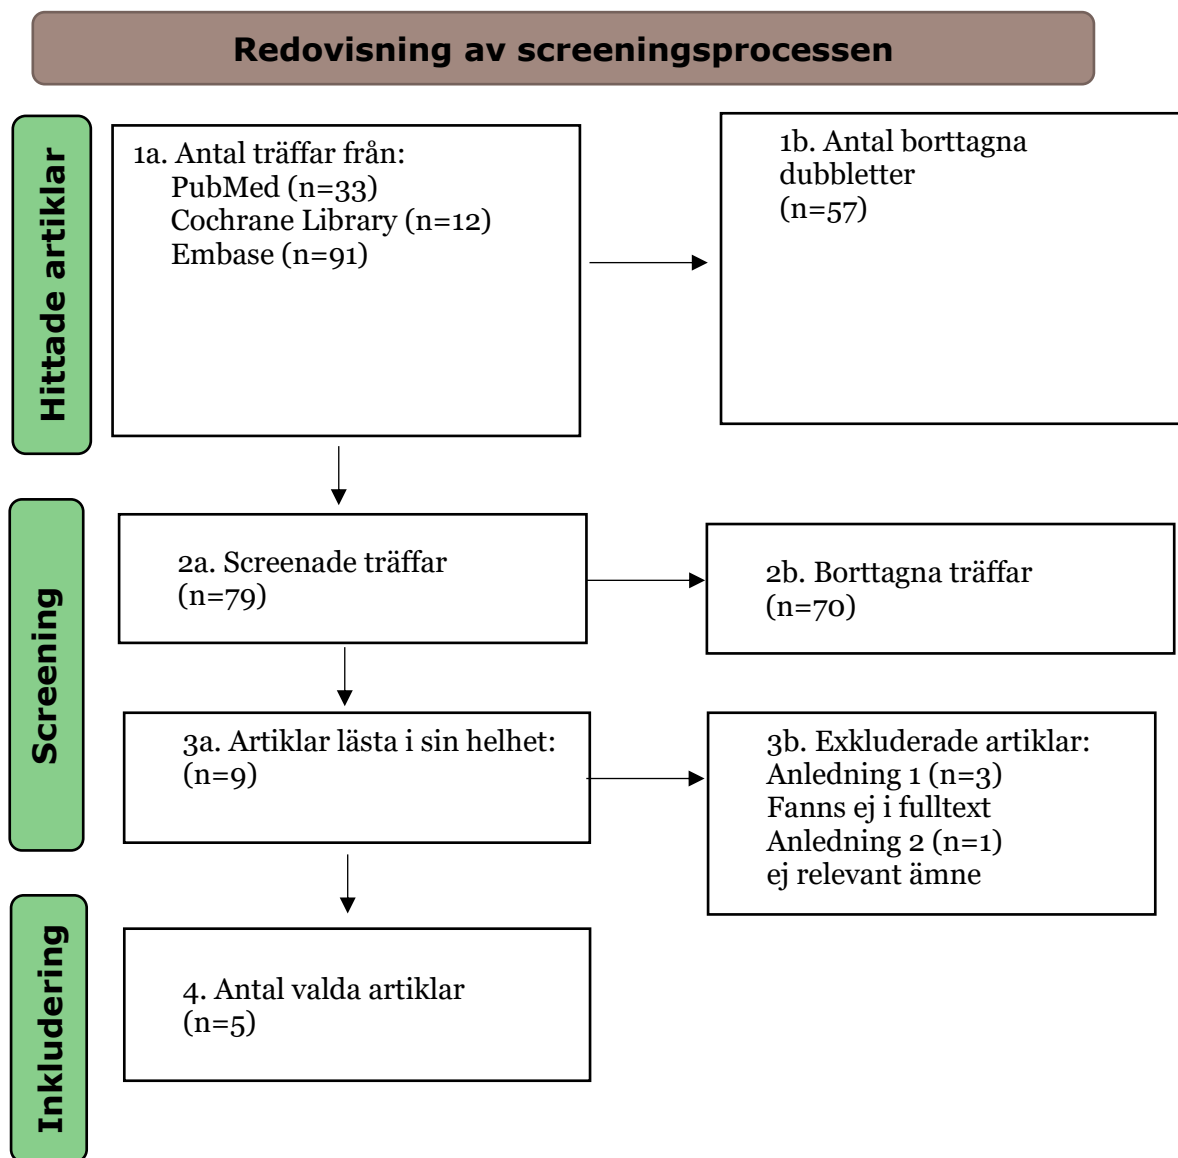 Redovisning av screeningsprocessen
Hittade artiklar
1a. Antal träffar från:
PubMed (n=33)
Cochrane Library (n=12)
Embase (n=91)
1b. Antal borttagna
dubbletter
(n=57)
Screening
2a. Screenade träffar
(n=79)
2b. Borttagna träffar
(n=70)
3a. Artiklar lästa i sin helhet:
(n=9)
3b. Exkluderade artiklar:
Anledning 1 (n=3)
Fanns ej i fulltext
Anledning 2 (n=1)
ej relevant ämne
Inkludering
4. Antal valda artiklar
(n=5)